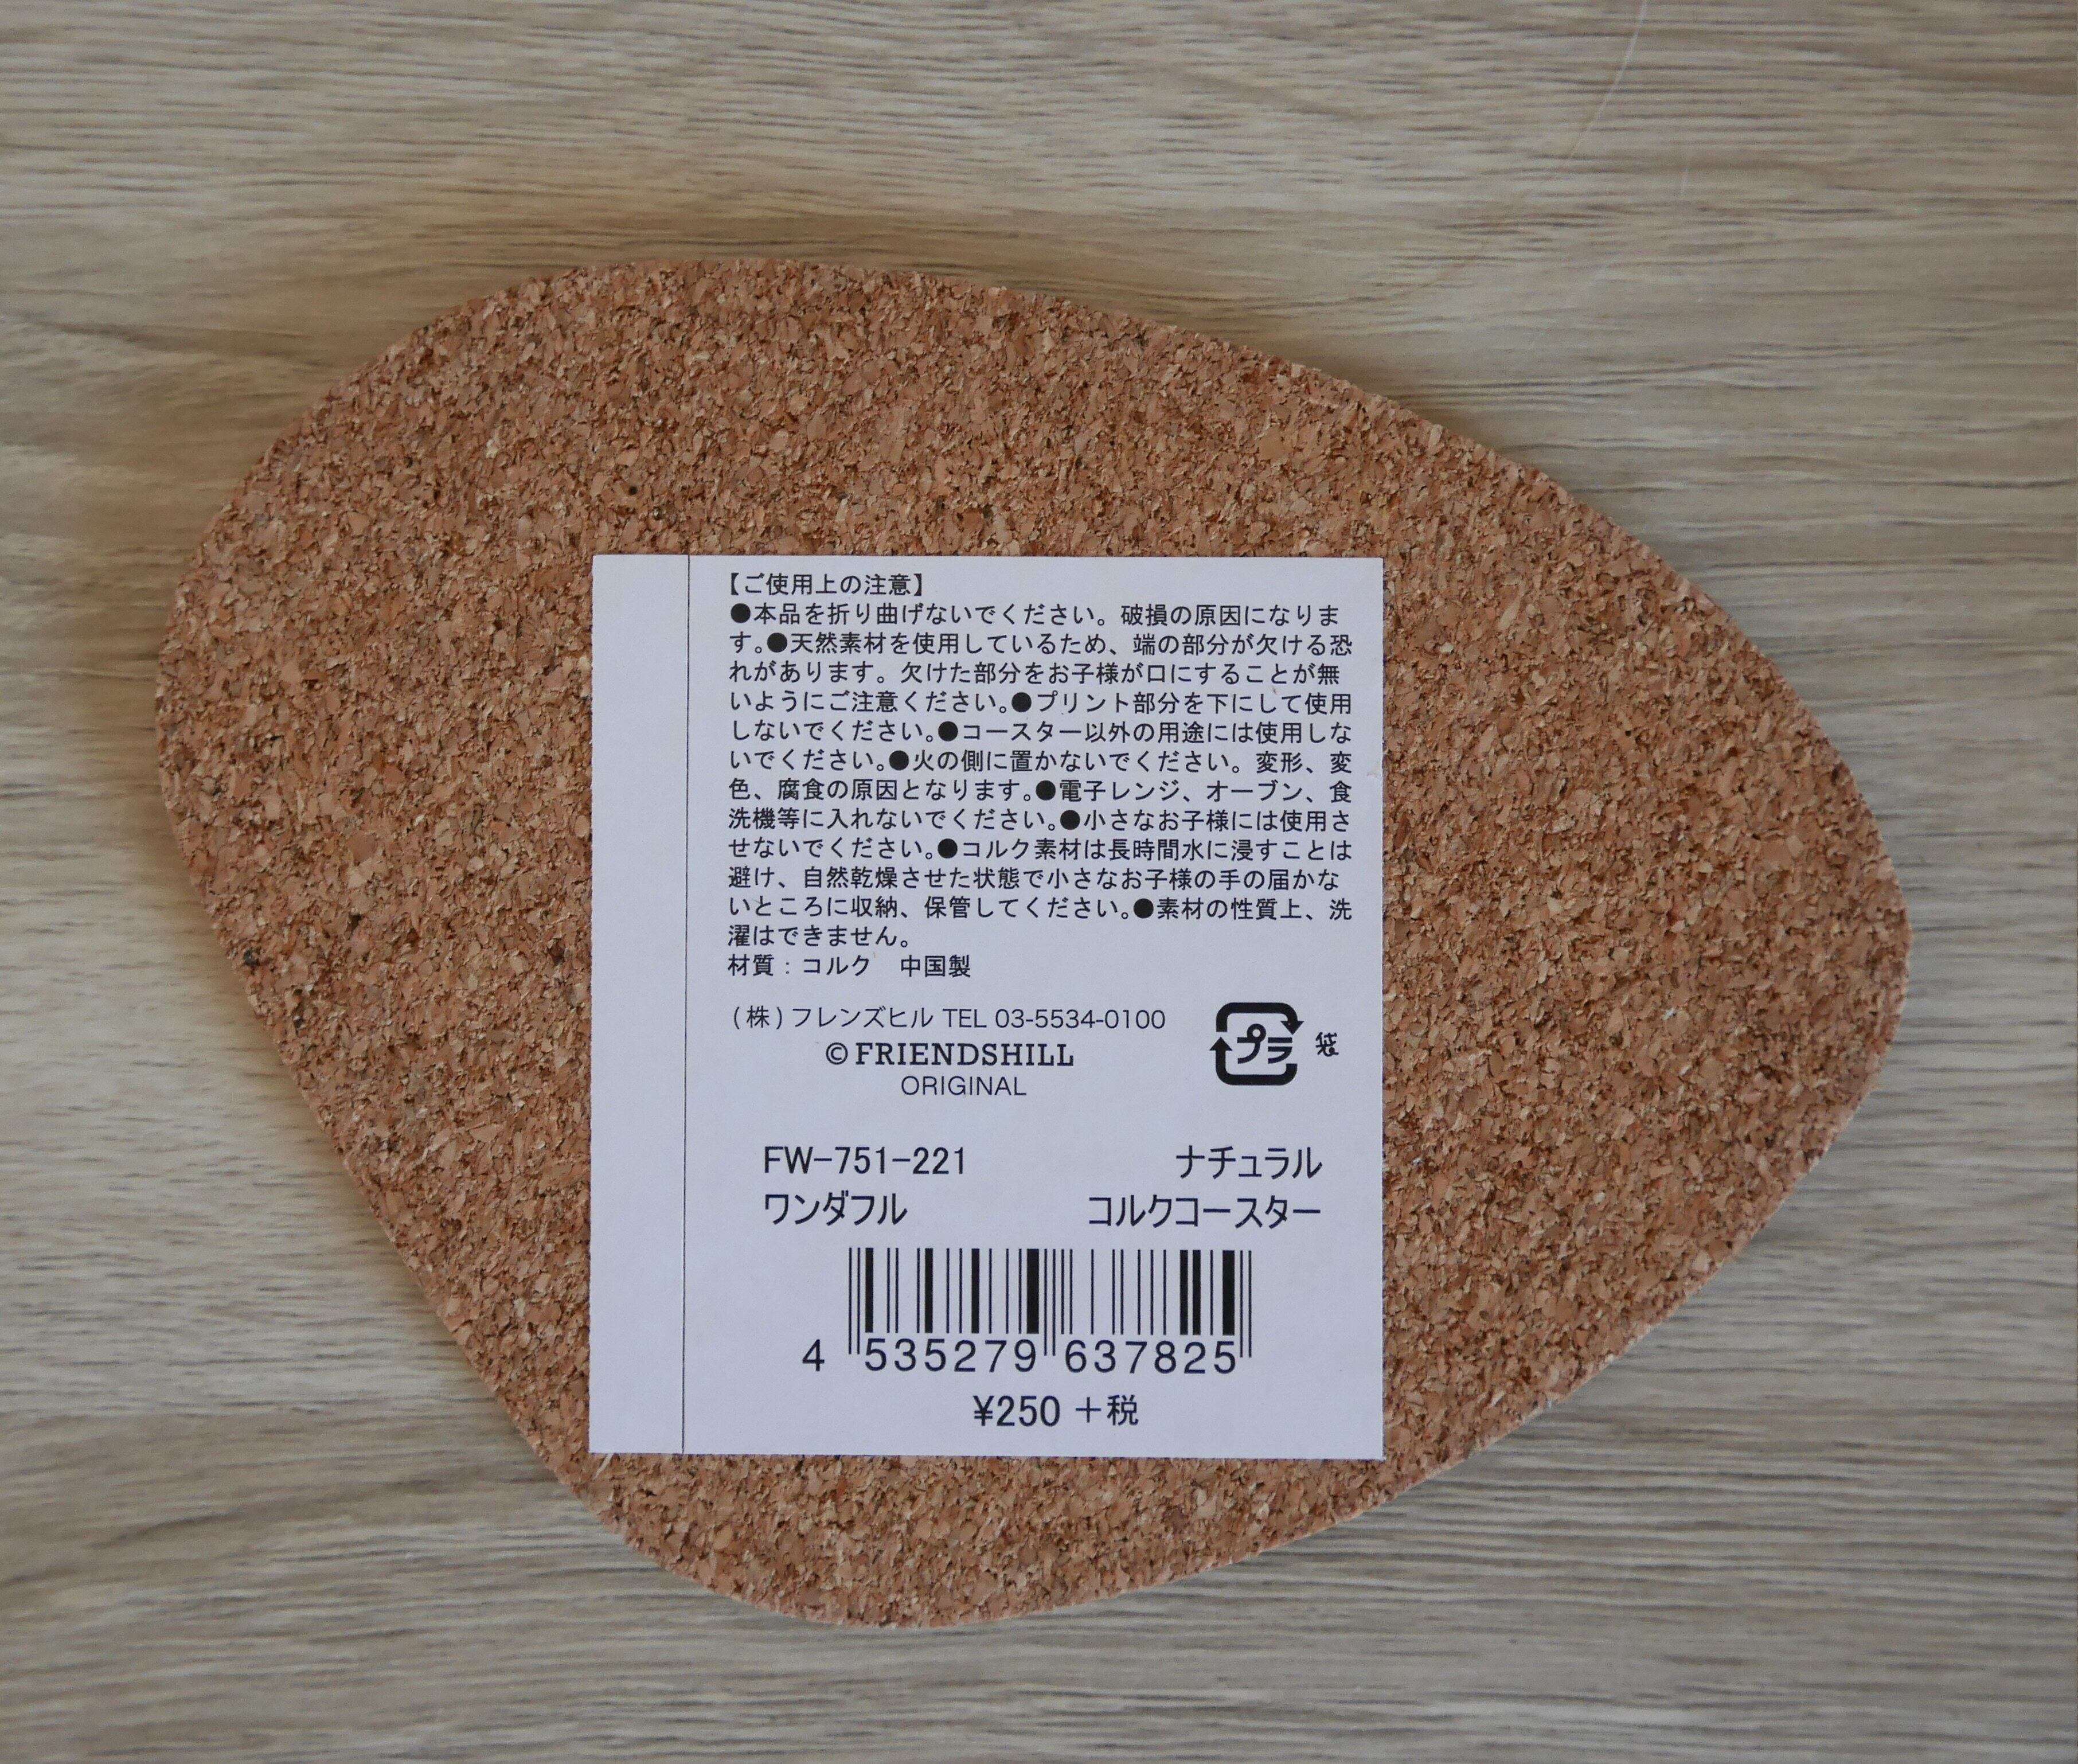 【ご使用上の注意】
●本品を折り曲げないでください。破損の原因になりま
す。●天然素材を使用しているため、端の部分が欠ける恐
れがあります。欠けた部分をお子様が口にすることが無
いようにご注意ください。●プリント部分を下にして使用
しないでください。●コースター以外の用途には使用しな
いでください。●火の側に置かないでください。変形、変
色、腐食の原因となります。●電子レンジ、オーブン、食
洗機等に入れないでください。●小さなお子様には使用さ
せないでください。●コルク素材は長時間水に浸すことは
避け、自然乾燥させた状態で小さなお子様の手の届かな
いところに収納、保管してください。●素材の性質上、洗
濯はできません。
材質：コルク　中国製
(株)フレンズヒル TEL 03-5534-0100
©FRIENDSHILL
ORIGINAL
プラ 袋
FW-751-221 ナチュラル
ワンダフル コルクコースター
4 535279 637825
¥250 +税